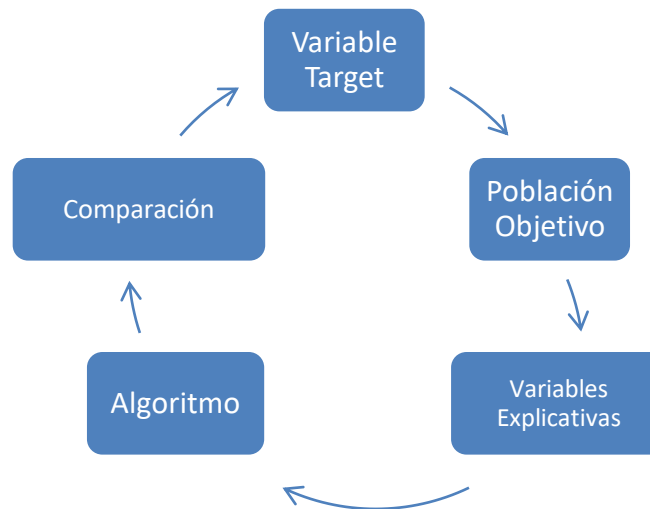 Variable
Target
Población
Objetivo
Variables
Explicativas
Algoritmo
Comparación